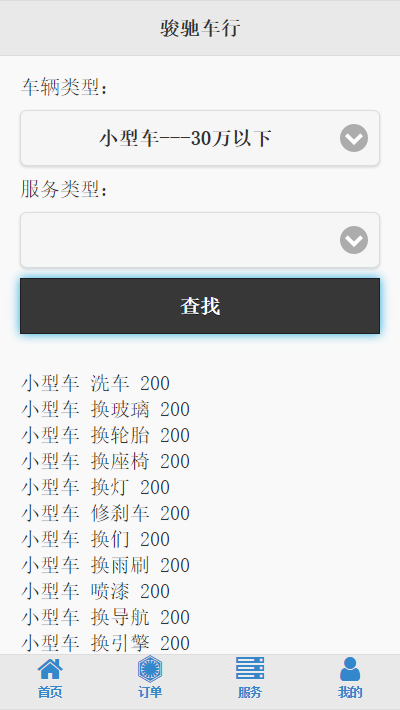 骏驰车行
车辆类型：
小型车---30万以下
服务类型：
查找
小型车 洗车 200
小型车 换玻璃 200
小型车 换轮胎 200
小型车 换座椅 200
小型车 换灯 200
小型车 修刹车 200
小型车 换们 200
小型车 换雨刷 200
小型车 喷漆 200
小型车 换导航 200
小型车 换引擎 200
首页 订单 服务 我的